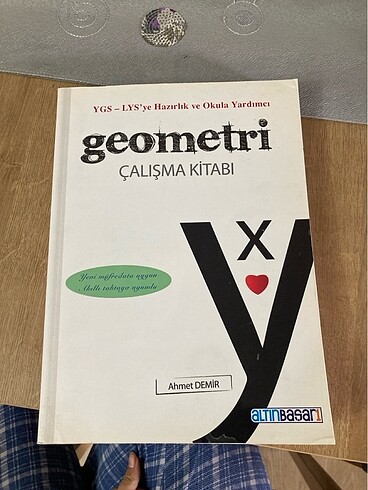 YGS – LYS'ye Hazırlık ve Okula Yardımcı
geometri
ÇALIŞMA KİTABI
x
y
Yeni müfredata uygun
Akıllı tahtaya uyumlu
Ahmet DEMİR
ALTINBAŞARI